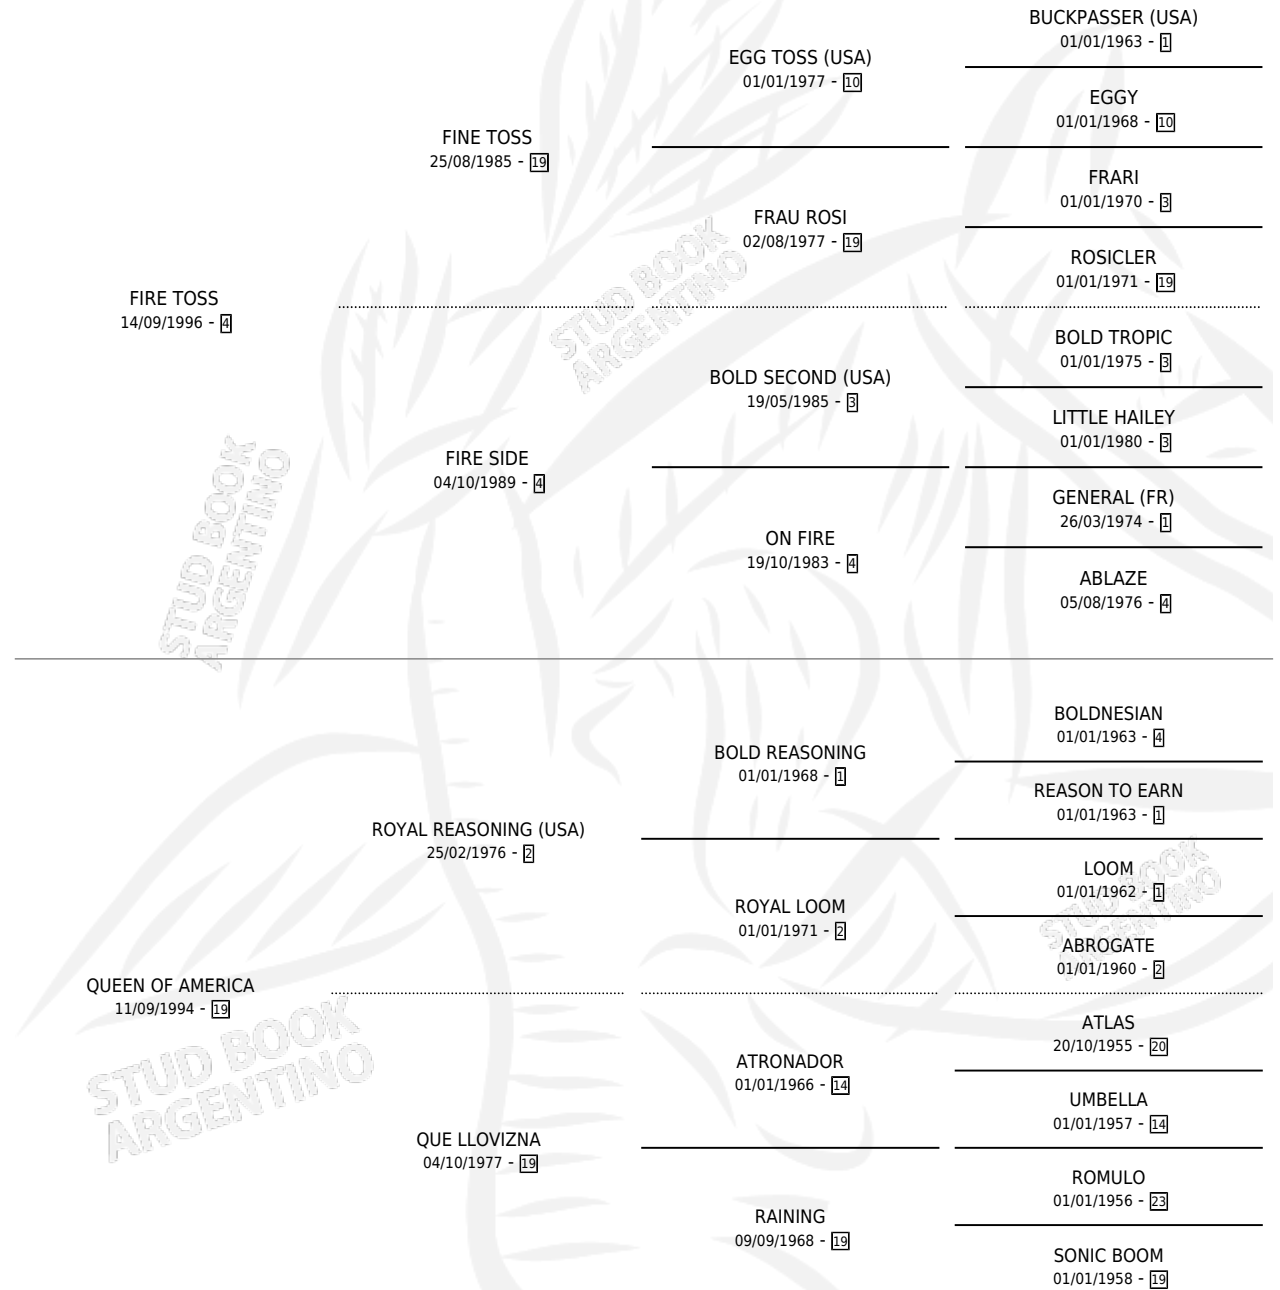 BUCKPASSER (USA)
01/01/1963 - 1
EGG TOSS (USA)
01/01/1977 - 10
EGGY
01/01/1968 - 10
FINE TOSS
25/08/1985 - 19
FRARI
01/01/1970 - 3
FRAU ROSI
02/08/1977 - 19
ROSICLER
01/01/1971 - 19
FIRE TOSS
14/09/1996 - 4
BOLD TROPIC
01/01/1975 - 3
BOLD SECOND (USA)
19/05/1985 - 3
LITTLE HAILEY
01/01/1980 - 3
FIRE SIDE
04/10/1989 - 4
GENERAL (FR)
26/03/1974 - 1
ON FIRE
19/10/1983 - 4
ABLAZE
05/08/1976 - 4
BOLDNESIAN
01/01/1963 - 4
BOLD REASONING
01/01/1968 - 1
REASON TO EARN
01/01/1963 - 1
ROYAL REASONING (USA)
25/02/1976 - 2
LOOM
01/01/1962 - 1
ROYAL LOOM
01/01/1971 - 2
ABROGATE
01/01/1960 - 2
QUEEN OF AMERICA
11/09/1994 - 19
ATLAS
20/10/1955 - 20
ATRONADOR
01/01/1966 - 14
UMBELLA
01/01/1957 - 14
QUE LLOVIZNA
04/10/1977 - 19
ROMULO
01/01/1956 - 23
RAINING
09/09/1968 - 19
SONIC BOOM
01/01/1958 - 19
STUD BOOK
ARGENTINO
STUD BOOK
ARGENTINO
STUD BOOK
ARGENTINO
STUD BOOK
ARGENTINO